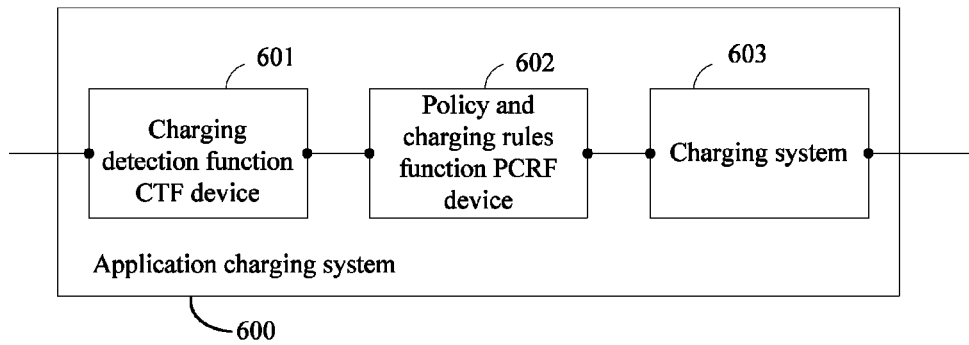 601
602
603
Charging
detection function
CTF device
Policy and
charging rules
function PCRF
device
Charging system
Application charging system
600